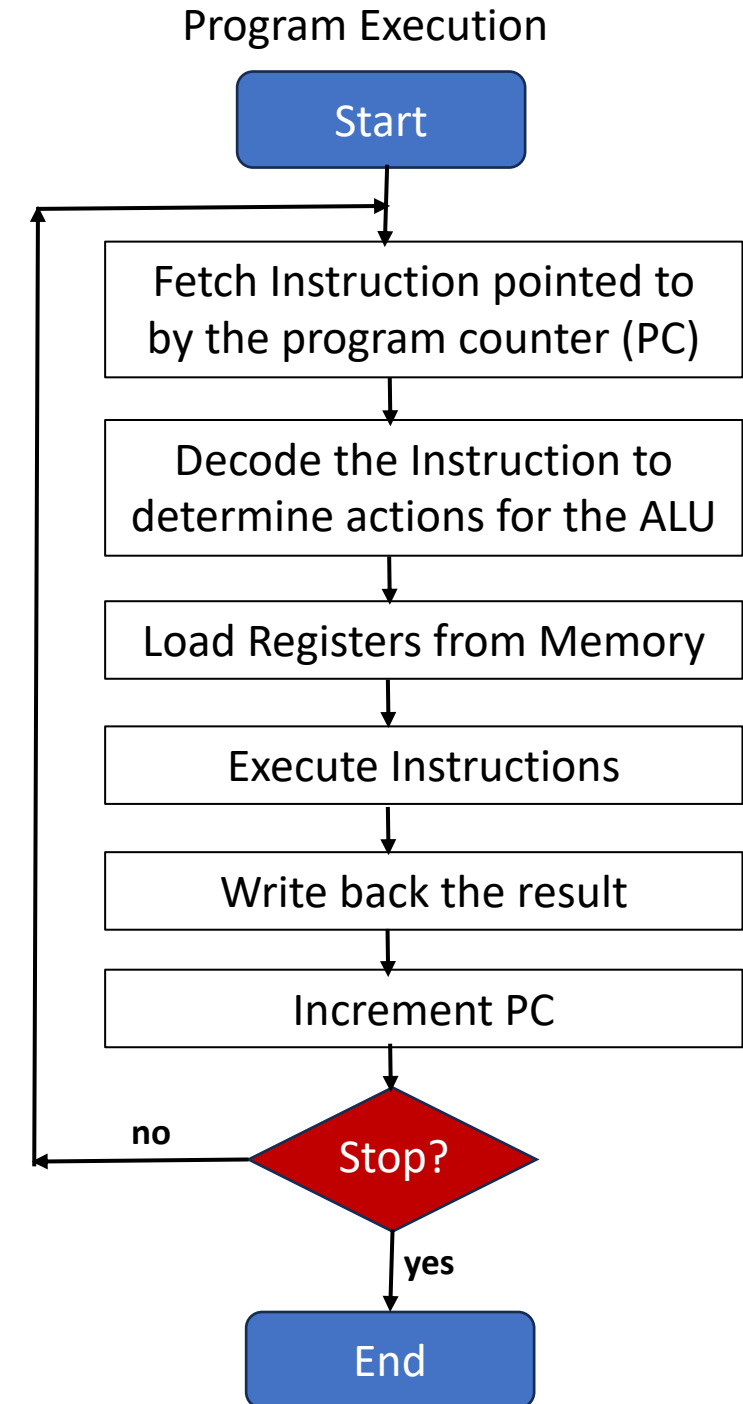 Program Execution
Start
Fetch Instruction pointed to
by the program counter (PC)
Decode the Instruction to
determine actions for the ALU
Load Registers from Memory
Execute Instructions
Write back the result
Increment PC
no
Stop?
yes
End